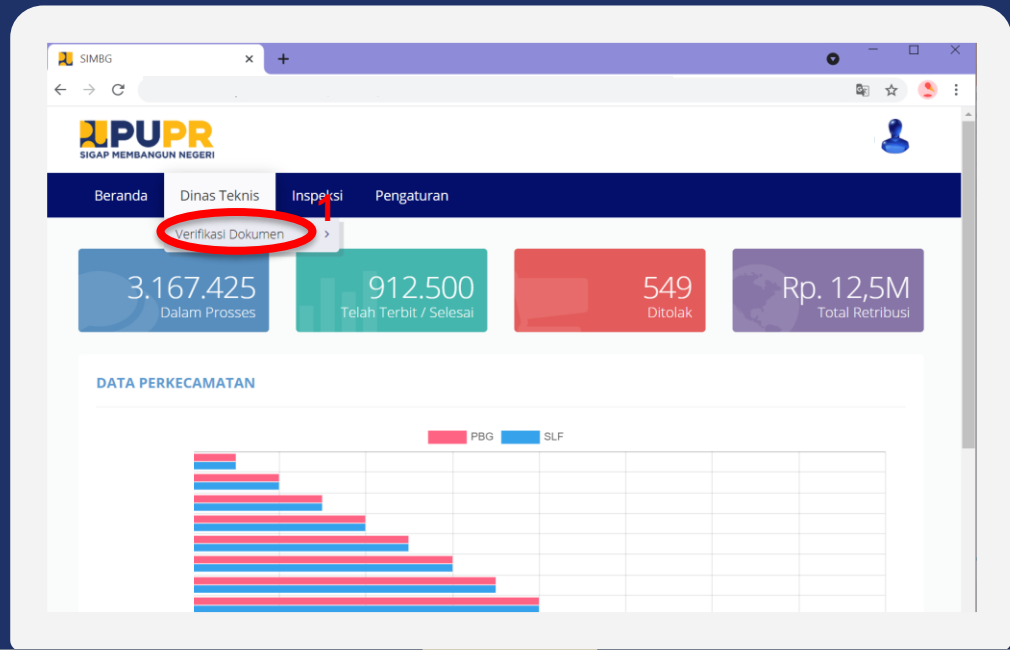 SIMBG
PUPR
SIGAP MEMBANGUN NEGERI
Beranda Dinas Teknis Inspeksi Pengaturan
1
Verifikasi Dokumen >
3.167.425
Dalam Prosses
912.500
Telah Terbit / Selesai
549
Ditolak
Rp. 12,5M
Total Retribusi
DATA PERKECAMATAN
PBG SLF